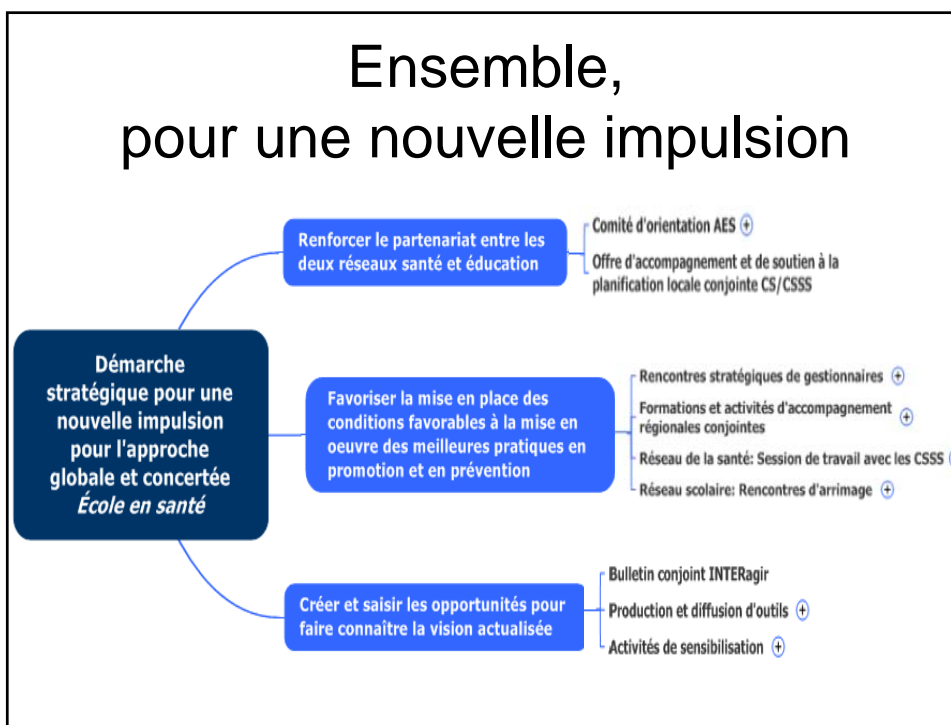 Ensemble,
pour une nouvelle impulsion
Démarche
stratégique pour une
nouvelle impulsion
pour l'approche
globale et concertée
École en santé
Renforcer le partenariat entre les
deux réseaux santé et éducation
Comité d'orientation AES
Offre d'accompagnement et de soutien à la
planification locale conjointe CS/CSSS
Favoriser la mise en place des
conditions favorables à la mise en
oeuvre des meilleures pratiques en
promotion et en prévention
Rencontres stratégiques de gestionnaires
Formations et activités d'accompagnement
régionales conjointes
Réseau de la santé: Session de travail avec les CSSS
Réseau scolaire: Rencontres d'arrimage
Créer et saisir les opportunités pour
faire connaître la vision actualisée
Bulletin conjoint INTERagir
Production et diffusion d'outils
Activités de sensibilisation